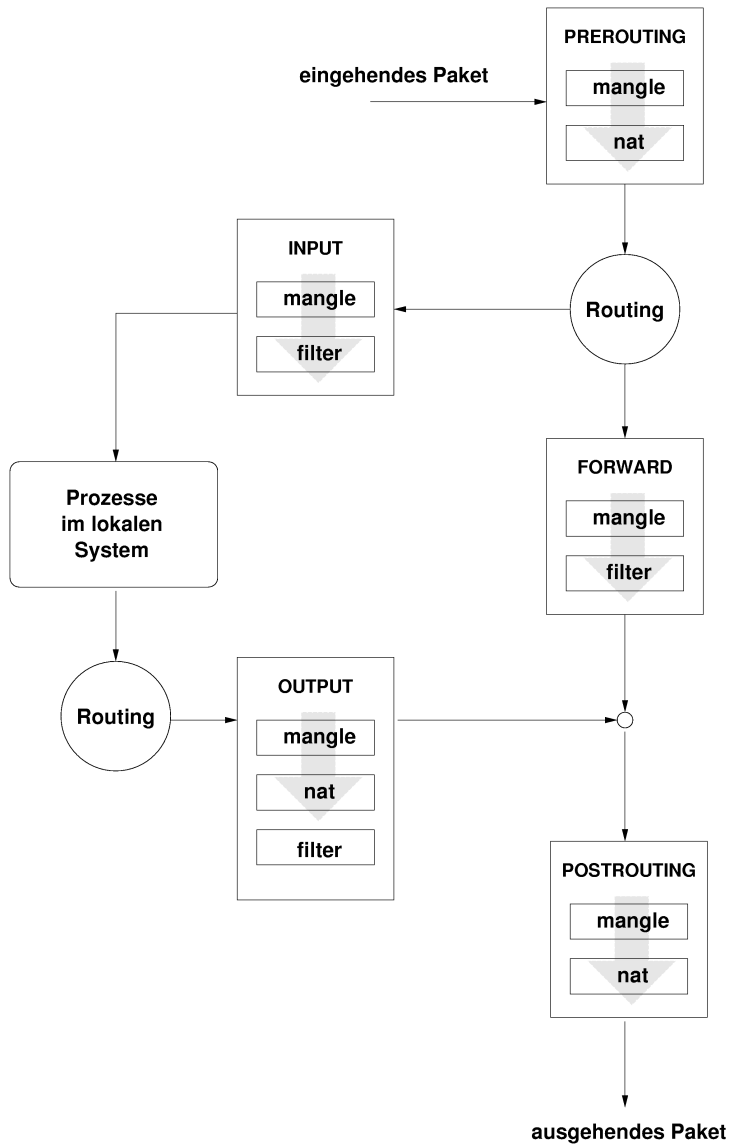 PREROUTING
eingehendes Paket
mangle
nat
INPUT
mangle
filter
Routing
Prozesse
im lokalen
System
FORWARD
mangle
filter
Routing
OUTPUT
mangle
nat
filter
POSTROUTING
mangle
nat
ausgehendes Paket